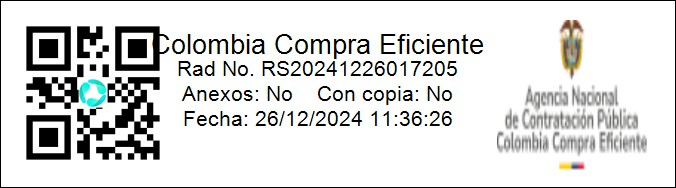 Colombia Compra Eficiente
Rad No. RS20241226017205
Anexos: No Con copia: No
Fecha: 26/12/2024 11:36:26
Agencia Nacional
de Contratación Pública
Colombia Compra Eficiente